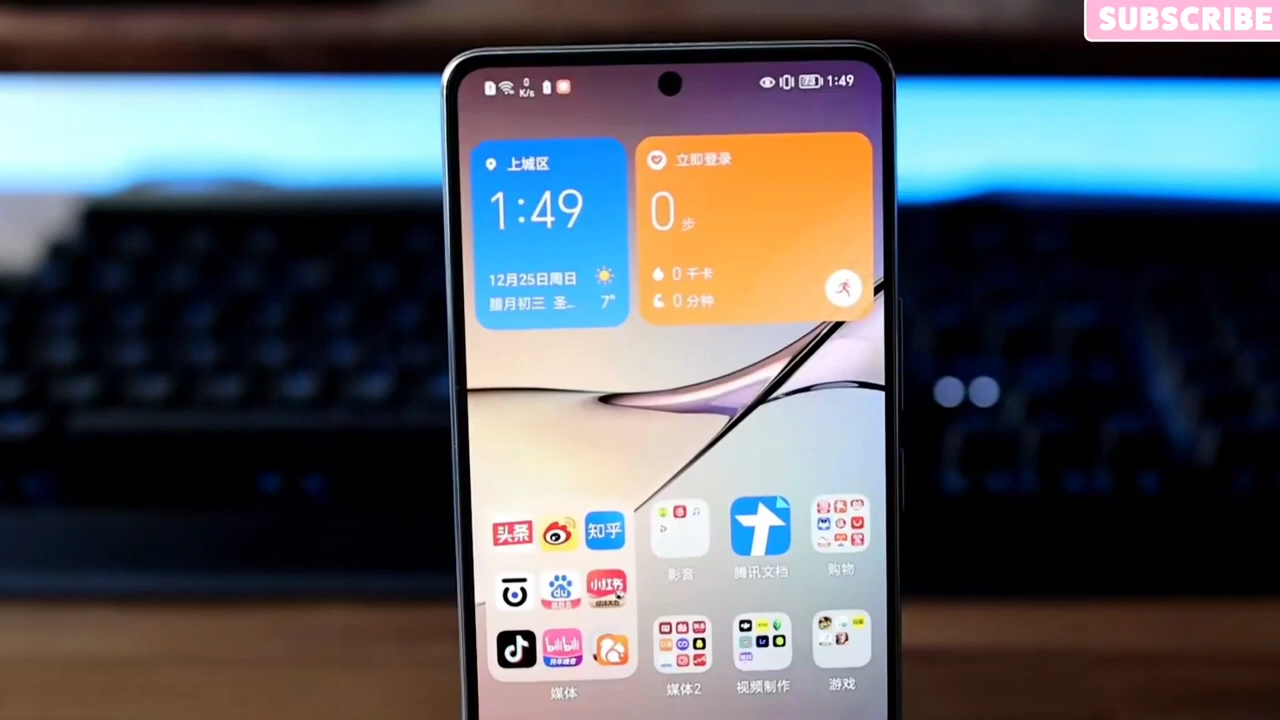 SUBSCRIBE
0
K/s
1:49
上城区
1:49
12月25日周日
腊月初三 圣...
7°
立即登录
0 步
0 千卡
0 分钟
头条
知乎
du
小红书
bilibili
影音
腾讯文档
购物
媒体
媒体2
视频制作
游戏